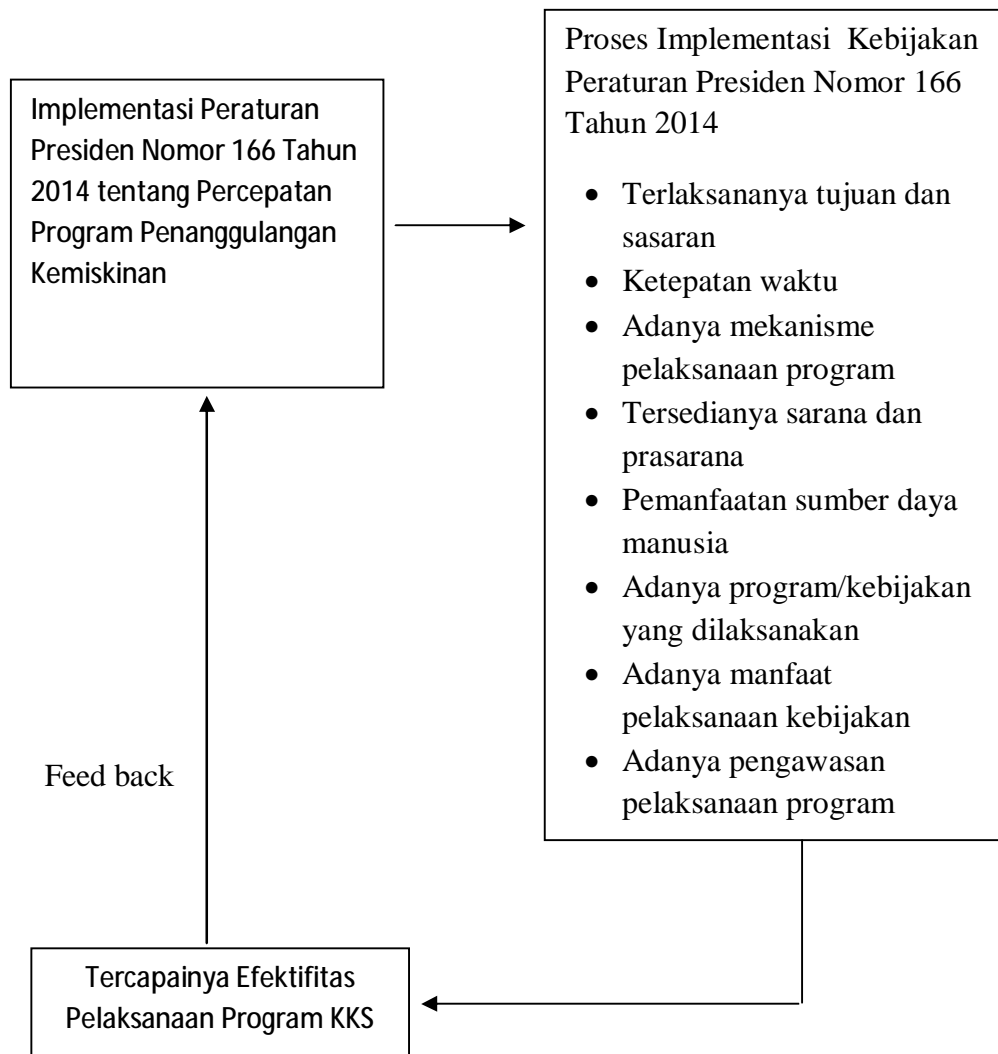 Implementasi Peraturan
Presiden Nomor 166 Tahun
2014 tentang Percepatan
Program Penanggulangan
Kemiskinan
Proses Implementasi Kebijakan
Peraturan Presiden Nomor 166
Tahun 2014
• Terlaksananya tujuan dan
sasaran
• Ketepatan waktu
• Adanya mekanisme
pelaksanaan program
• Tersedianya sarana dan
prasarana
• Pemanfaatan sumber daya
manusia
• Adanya program/kebijakan
yang dilaksanakan
• Adanya manfaat
pelaksanaan kebijakan
• Adanya pengawasan
pelaksanaan program
Feed back
Tercapainya Efektifitas
Pelaksanaan Program KKS